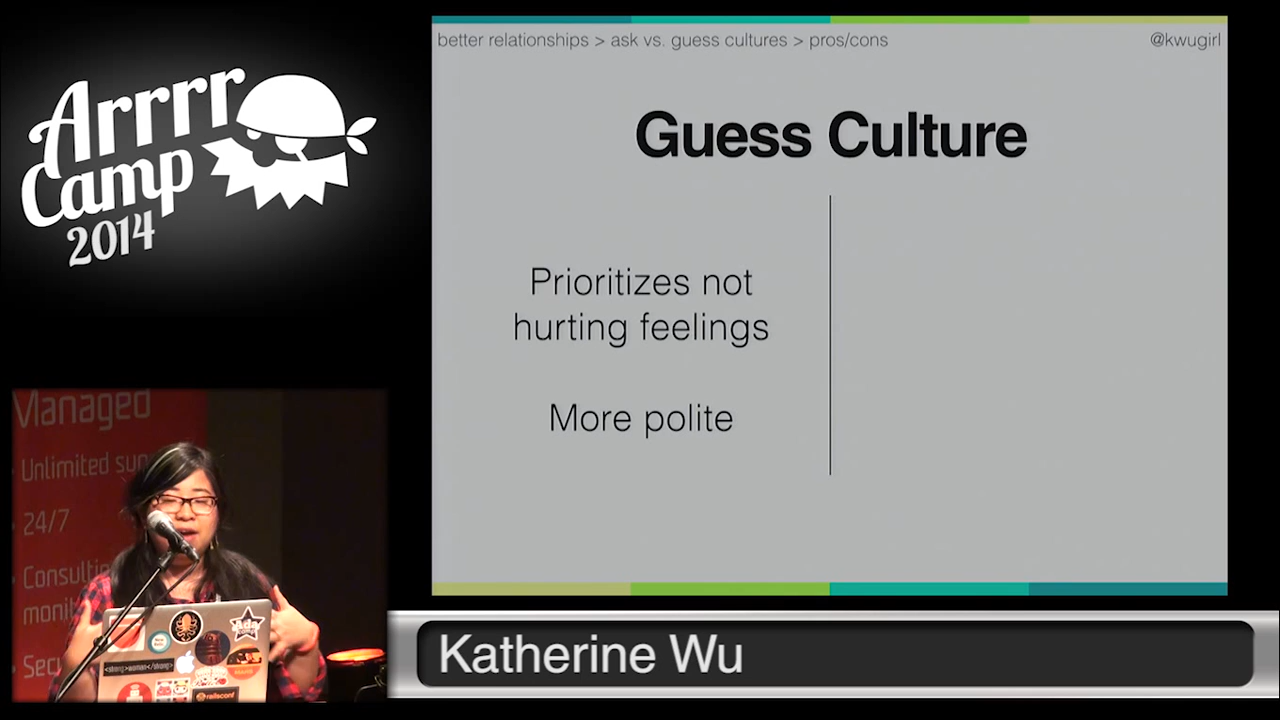 Arrrr
Camp
2014
better relationships > ask vs. guess cultures > pros/cons
@kwugirl
Guess Culture
Prioritizes not
hurting feelings
More polite
Managed
Unlimited
24/7
Katherine Wu
railsconf